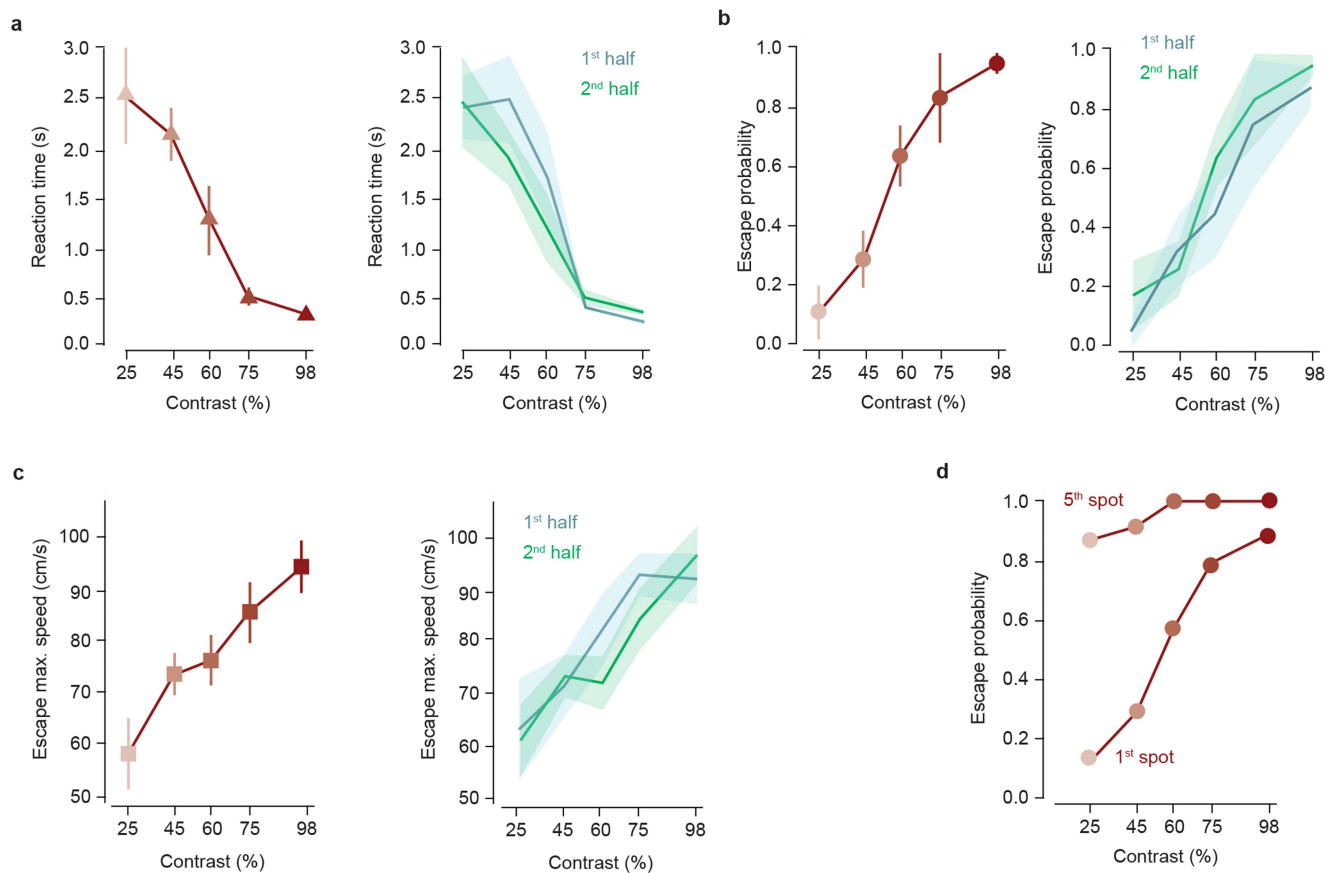 a
3.0
2.5
2.0
1.5
1.0
0.5
0.0
Reaction time (s)
25 45 60 75 98
Contrast (%)
3.0
2.5
2.0
1.5
1.0
0.5
0.0
Reaction time (s)
1st half
2nd half
25 45 60 75 98
Contrast (%)
b
1.0
0.8
0.6
0.4
0.2
0.0
Escape probability
25 45 60 75 98
Contrast (%)
1.0
0.8
0.6
0.4
0.2
0.0
Escape probability
1st half
2nd half
25 45 60 75 98
Contrast (%)
c
100
90
80
70
60
50
Escape max. speed (cm/s)
25 45 60 75 98
Contrast (%)
100
90
80
70
60
50
Escape max. speed (cm/s)
1st half
2nd half
25 45 60 75 98
Contrast (%)
d
1.0
0.8
0.6
0.4
0.2
0.0
Escape probability
5th spot
1st spot
25 45 60 75 98
Contrast (%)